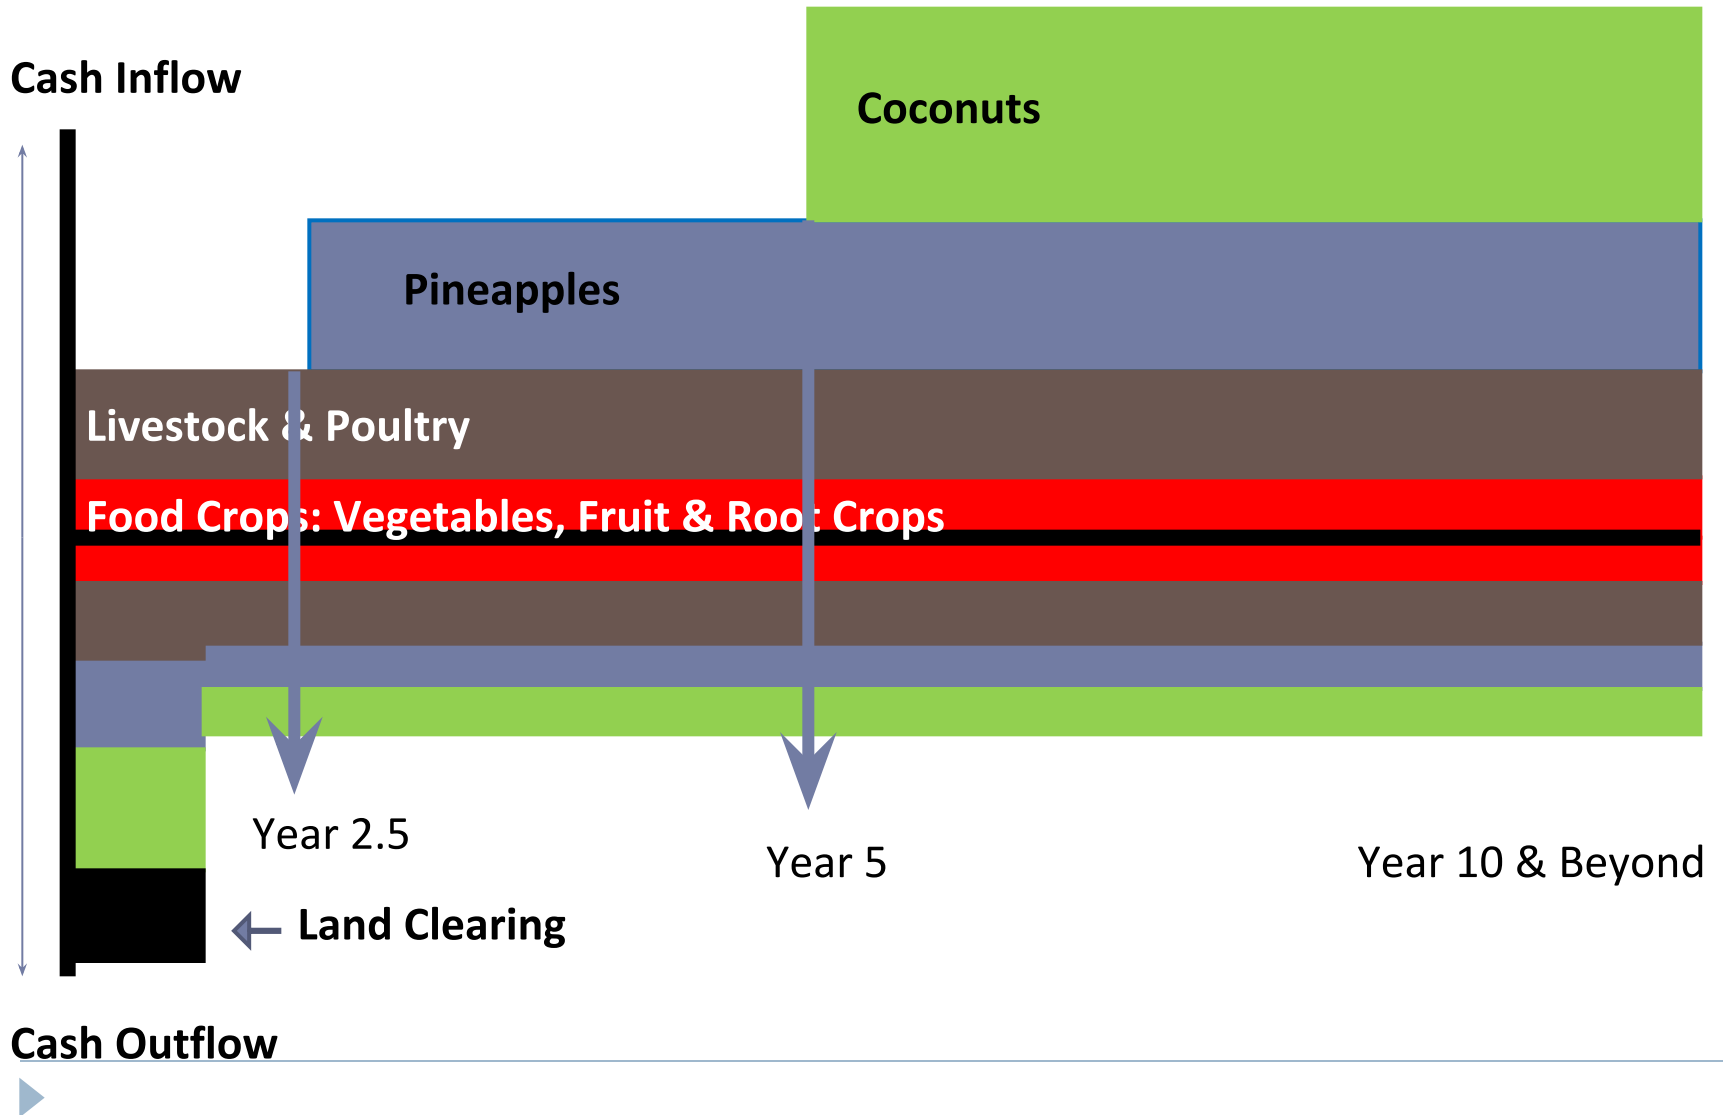 Cash Inflow
Coconuts
Pineapples
Livestock & Poultry
Food Crops: Vegetables, Fruit & Root Crops
Year 2.5
Year 5
Year 10 & Beyond
Land Clearing
Cash Outflow